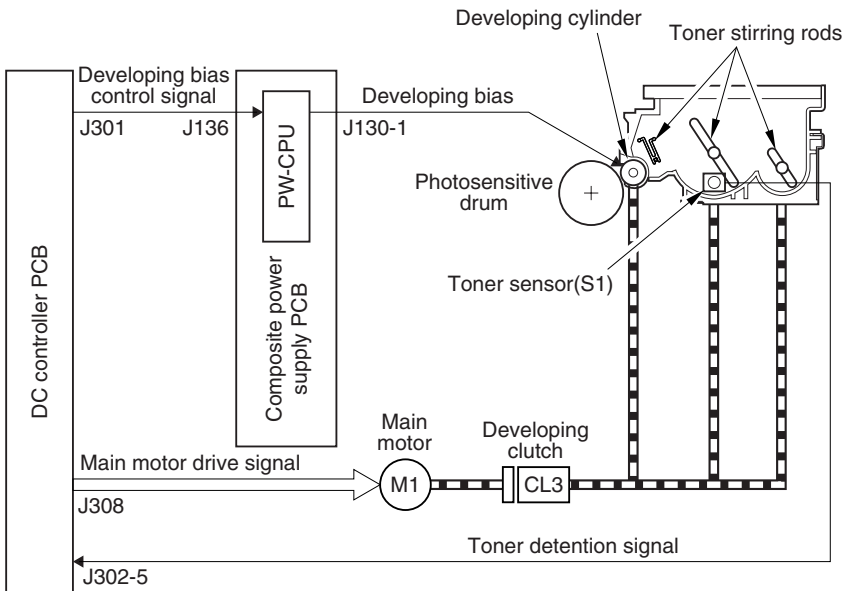 Developing cylinder
Toner stirring rods
Developing bias
control signal
Developing bias
J301
J136
J130-1
PW-CPU
Photosensitive
drum
Toner sensor(S1)
DC controller PCB
Composite power
supply PCB
Main
motor
Developing
clutch
Main motor drive signal
M1
CL3
J308
Toner detention signal
J302-5